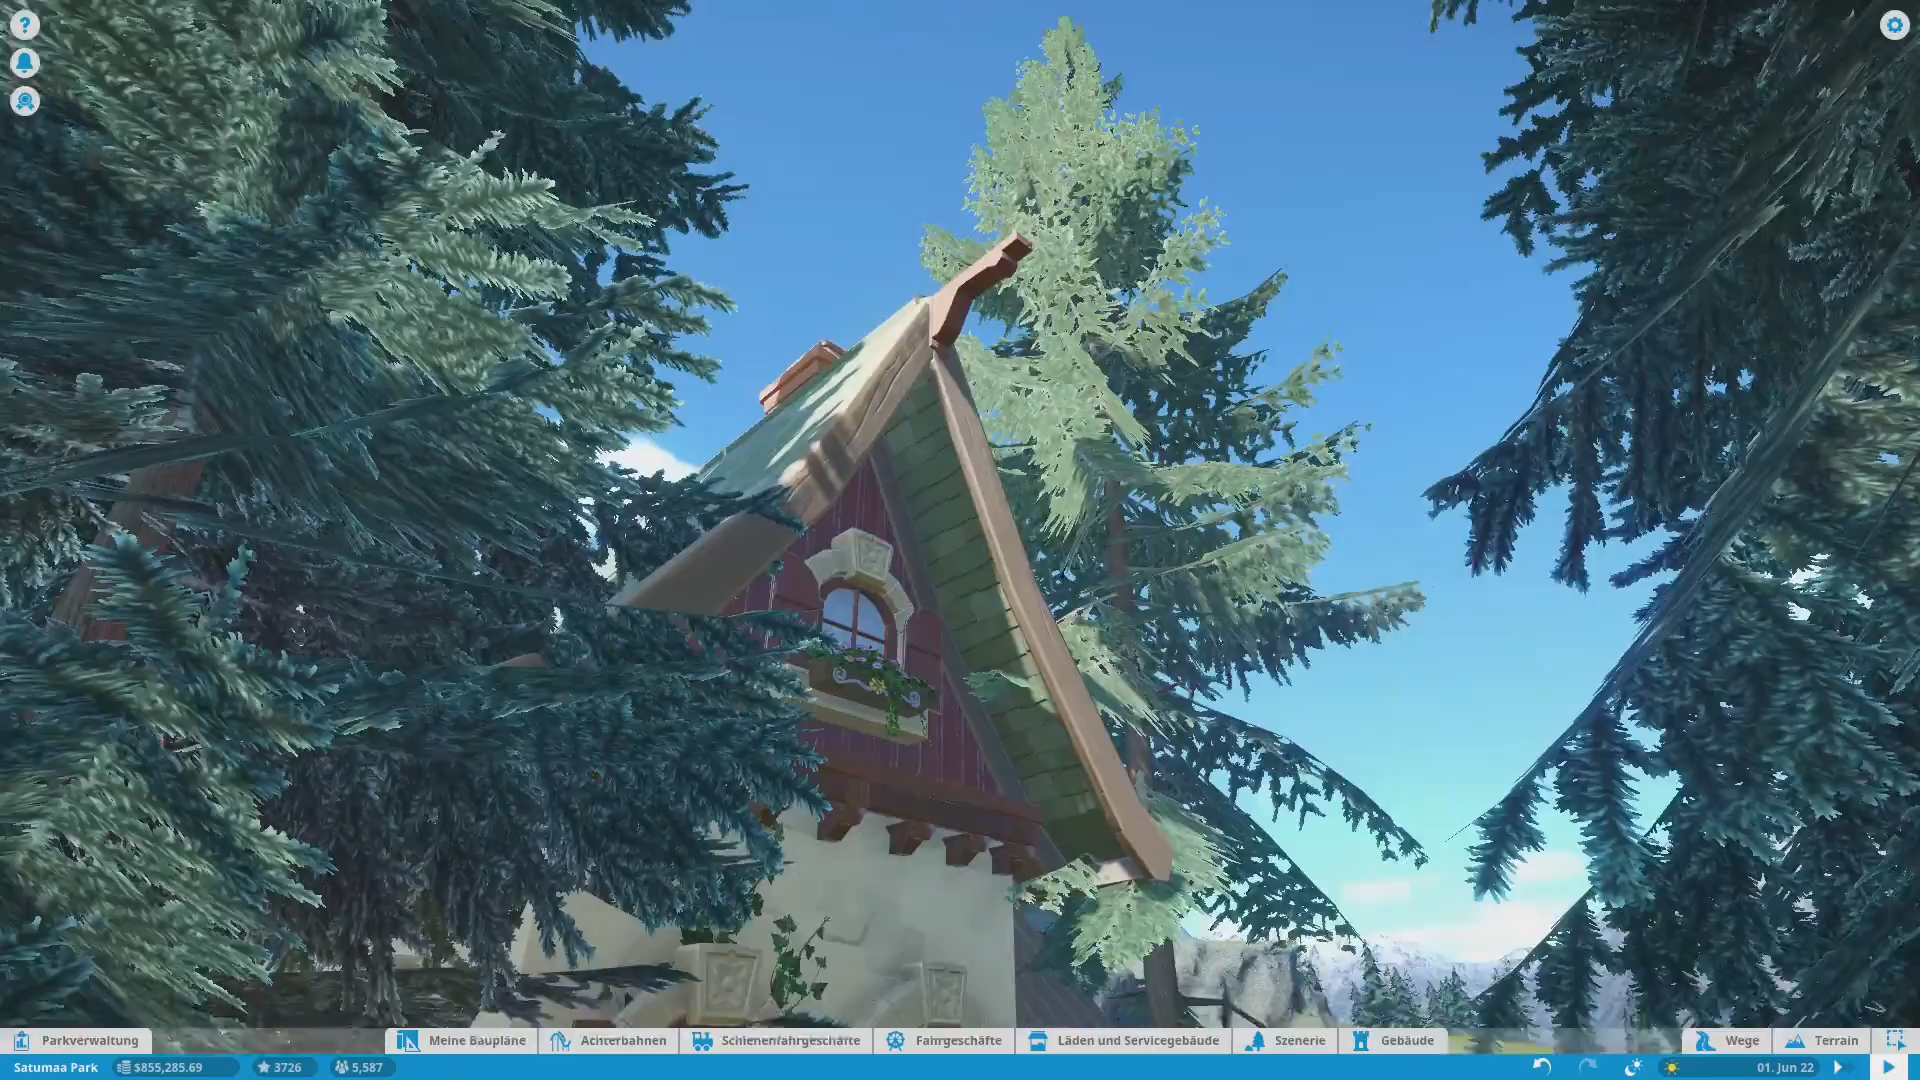 ?
Parkverwaltung
Meine Baupläne
Achterbahnen
Schienenfahrgeschäfte
Fahrgeschäfte
Läden und Servicegebäude
Szenerie
Gebäude
Wege
Terrain
Satumaa Park
$855,285.69
3726
5,587
01. Jun 22